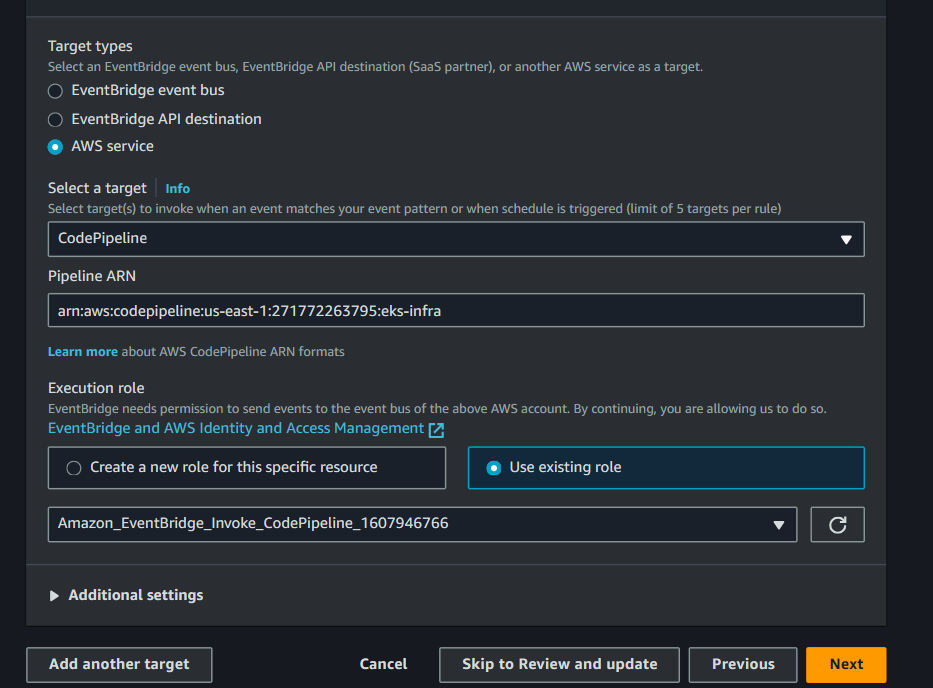 Target types
Select an EventBridge event bus, EventBridge API destination (SaaS partner), or another AWS service as a target.
EventBridge event bus
EventBridge API destination
AWS service
Select a target Info
Select target(s) to invoke when an event matches your event pattern or when schedule is triggered (limit of 5 targets per rule)
CodePipeline
Pipeline ARN
arn:aws:codepipeline:us-east-1:271772263795:eks-infra
Learn more about AWS CodePipeline ARN formats
Execution role
EventBridge needs permission to send events to the event bus of the above AWS account. By continuing, you are allowing us to do so.
EventBridge and AWS Identity and Access Management
Create a new role for this specific resource
Use existing role
Amazon_EventBridge_Invoke_CodePipeline_1607946766
Additional settings
Add another target
Cancel
Skip to Review and update
Previous
Next